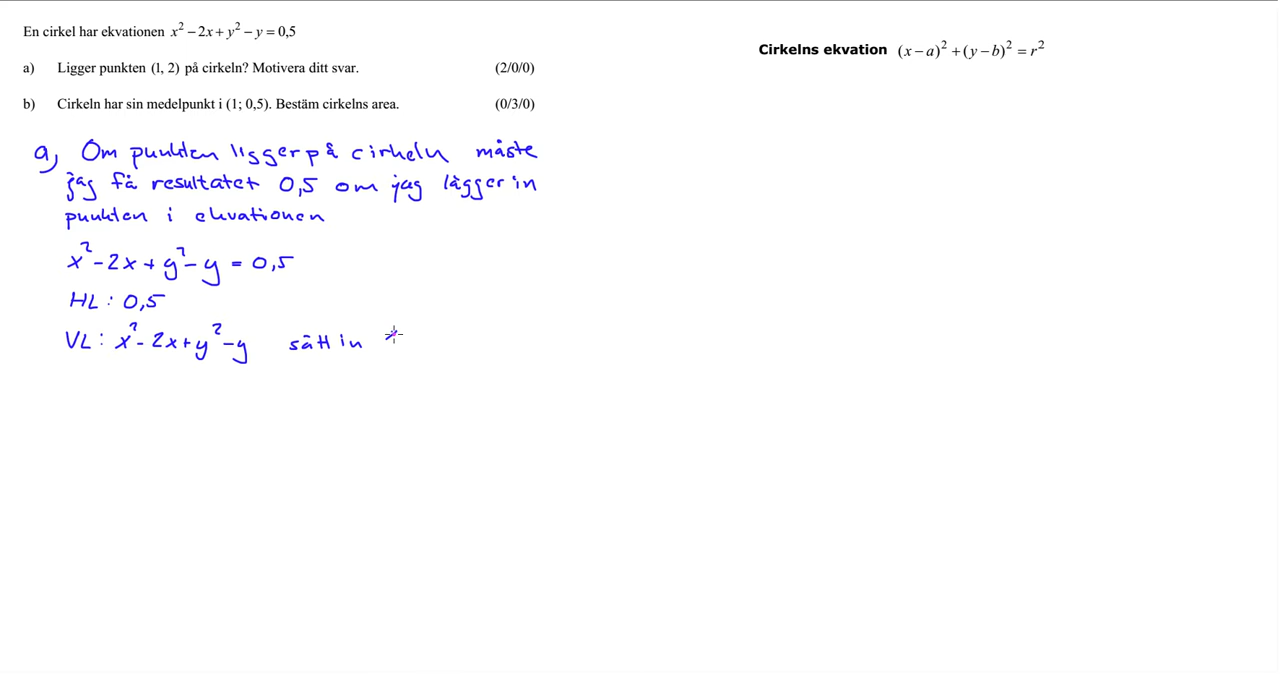 En cirkel har ekvationen x² − 2x + y² − y = 0,5
Cirkelns ekvation (x − a)² + (y − b)² = r²
a) Ligger punkten (1, 2) på cirkeln? Motivera ditt svar. (2/0/0)
b) Cirkeln har sin medelpunkt i (1; 0,5). Bestäm cirkelns area. (0/3/0)
a) Om punkten ligger på cirkeln måste
jag få resultatet 0,5 om jag lägger in
punkten i ekvationen
x² - 2x + y² - y = 0,5
HL : 0,5
VL : x² - 2x + y² - y sätt in